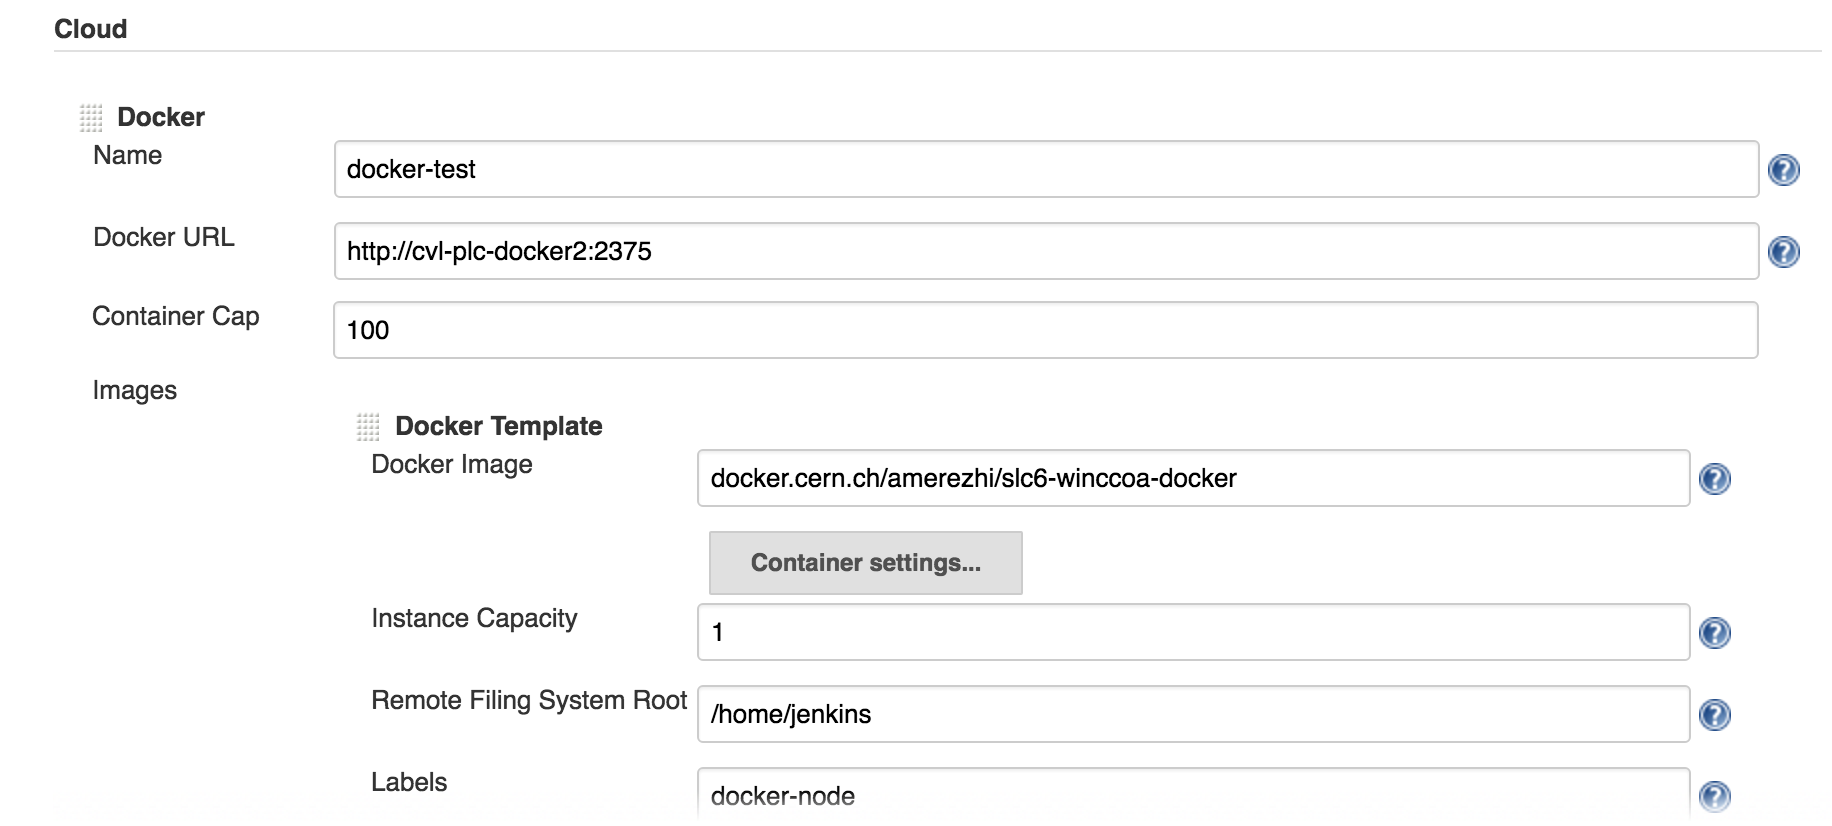 Cloud
Docker
Name
docker-test
Docker URL
http://cvl-plc-docker2:2375
Container Cap
100
Images
Docker Template
Docker Image
docker.cern.ch/amerezhi/slc6-winccoa-docker
Container settings...
Instance Capacity
1
Remote Filing System Root
/home/jenkins
Labels
docker-node